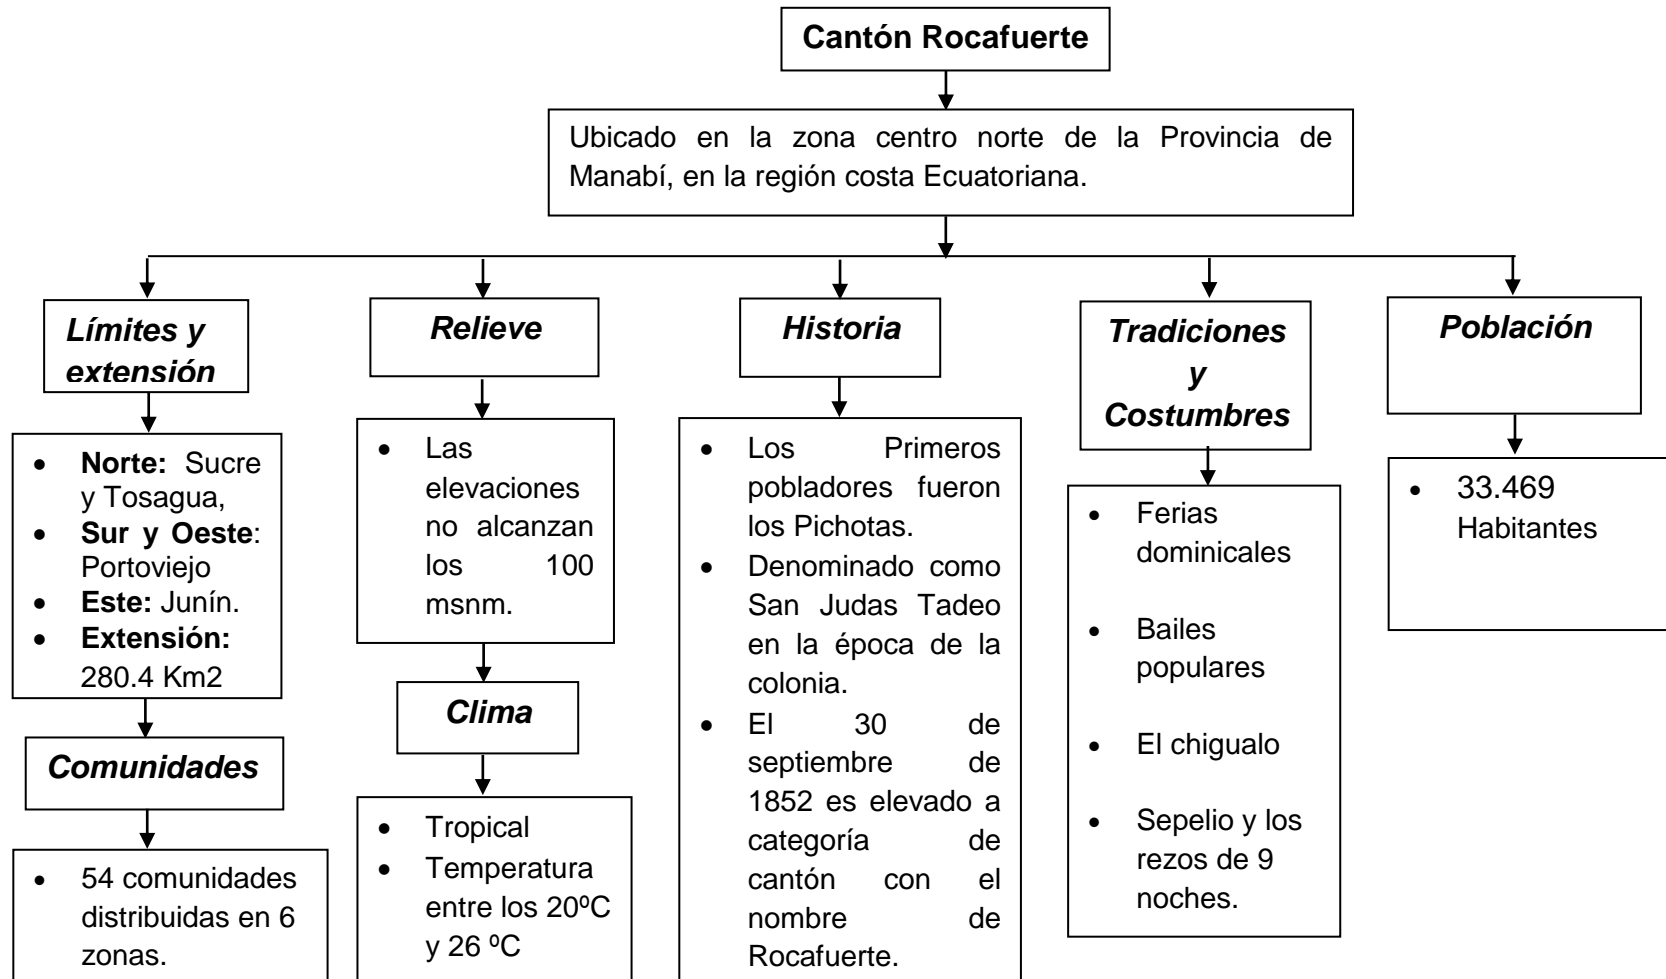 Cantón Rocafuerte
Ubicado en la zona centro norte de la Provincia de
Manabí, en la región costa Ecuatoriana.
Límites y
extensión
• Norte: Sucre
y Tosagua,
• Sur y Oeste:
Portoviejo
• Este: Junín.
• Extensión:
280.4 Km2
Comunidades
• 54 comunidades
distribuidas en 6
zonas.
Relieve
• Las
elevaciones
no alcanzan
los 100
msnm.
Clima
• Tropical
• Temperatura
entre los 20ºC
y 26 ºC
Historia
• Los Primeros
pobladores fueron
los Pichotas.
• Denominado como
San Judas Tadeo
en la época de la
colonia.
• El 30 de
septiembre de
1852 es elevado a
categoría de
cantón con el
nombre de
Rocafuerte.
Tradiciones
y
Costumbres
• Ferias
dominicales
• Bailes
populares
• El chigualo
• Sepelio y los
rezos de 9
noches.
Población
• 33.469
Habitantes